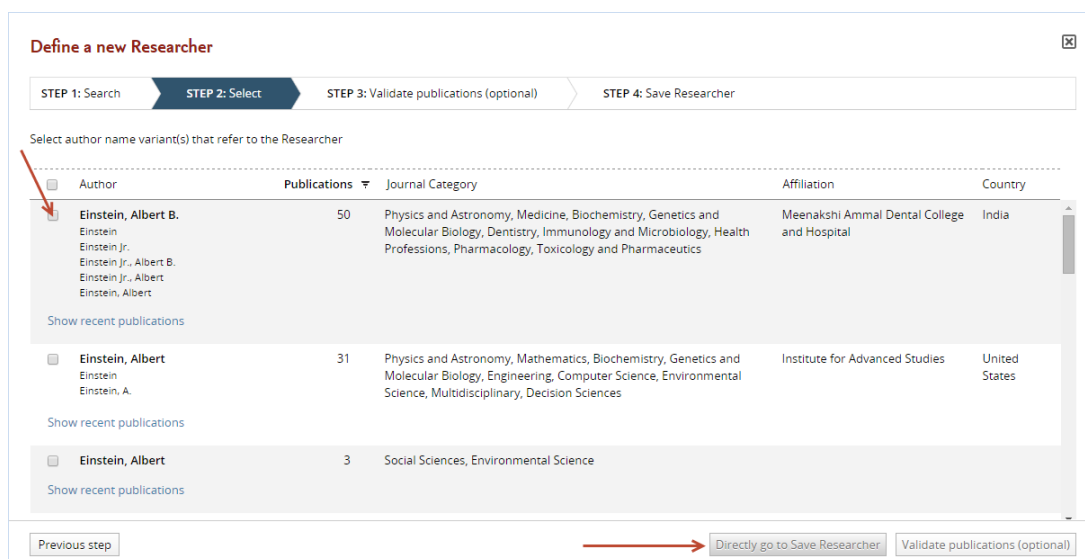 Define a new Researcher
STEP 1: Search
STEP 2: Select
STEP 3: Validate publications (optional)
STEP 4: Save Researcher
Select author name variant(s) that refer to the Researcher
Author Publications Journal Category Affiliation Country
Einstein, Albert B. 50 Physics and Astronomy, Medicine, Biochemistry, Genetics and Meenakshi Ammal Dental College India
Einstein Molecular Biology, Dentistry, Immunology and Microbiology, Health and Hospital
Einstein Jr. Professions, Pharmacology, Toxicology and Pharmaceutics
Einstein Jr., Albert B.
Einstein Jr., Albert
Einstein, Albert
Show recent publications
Einstein, Albert 31 Physics and Astronomy, Mathematics, Biochemistry, Genetics and Institute for Advanced Studies United
Einstein Molecular Biology, Engineering, Computer Science, Environmental States
Einstein, A. Science, Multidisciplinary, Decision Sciences
Show recent publications
Einstein, Albert 3 Social Sciences, Environmental Science
Show recent publications
Previous step Directly go to Save Researcher Validate publications (optional)